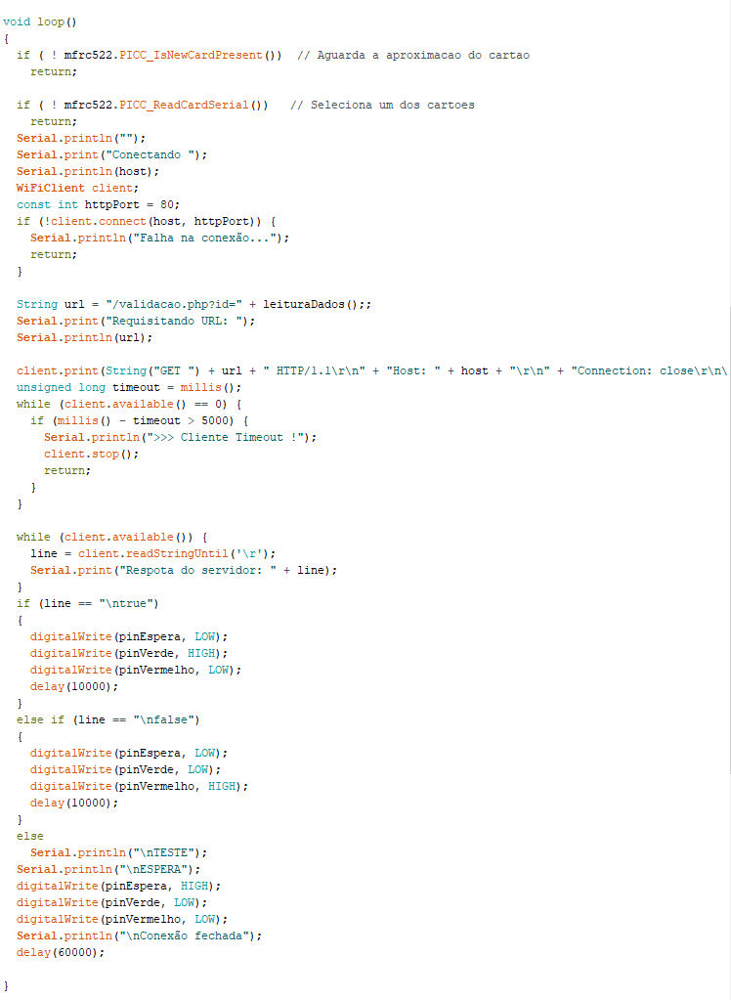 void loop()
{
  if ( ! mfrc522.PICC_IsNewCardPresent())  // Aguarda a aproximacao do cartao
    return;

  if ( ! mfrc522.PICC_ReadCardSerial())   // Seleciona um dos cartoes
    return;
  Serial.println("");
  Serial.print("Conectando ");
  Serial.println(host);
  WiFiClient client;
  const int httpPort = 80;
  if (!client.connect(host, httpPort)) {
    Serial.println("Falha na conexão...");
    return;
  }

  String url = "/validacao.php?id=" + leituraDados();;
  Serial.print("Requisitando URL: ");
  Serial.println(url);

  client.print(String("GET ") + url + " HTTP/1.1\r\n" + "Host: " + host + "\r\n" + "Connection: close\r\n\
  unsigned long timeout = millis();
  while (client.available() == 0) {
    if (millis() - timeout > 5000) {
      Serial.println(">>> Cliente Timeout !");
      client.stop();
      return;
    }
  }

  while (client.available()) {
    line = client.readStringUntil('\r');
    Serial.print("Respota do servidor: " + line);
  }
  if (line == "\ntrue")
  {
    digitalWrite(pinEspera, LOW);
    digitalWrite(pinVerde, HIGH);
    digitalWrite(pinVermelho, LOW);
    delay(10000);
  }
  else if (line == "\nfalse")
  {
    digitalWrite(pinEspera, LOW);
    digitalWrite(pinVerde, LOW);
    digitalWrite(pinVermelho, HIGH);
    delay(10000);
  }
  else
    Serial.println("\nTESTE");
  Serial.println("\nESPERA");
  digitalWrite(pinEspera, HIGH);
  digitalWrite(pinVerde, LOW);
  digitalWrite(pinVermelho, LOW);
  Serial.println("\nConexão fechada");
  delay(60000);

}